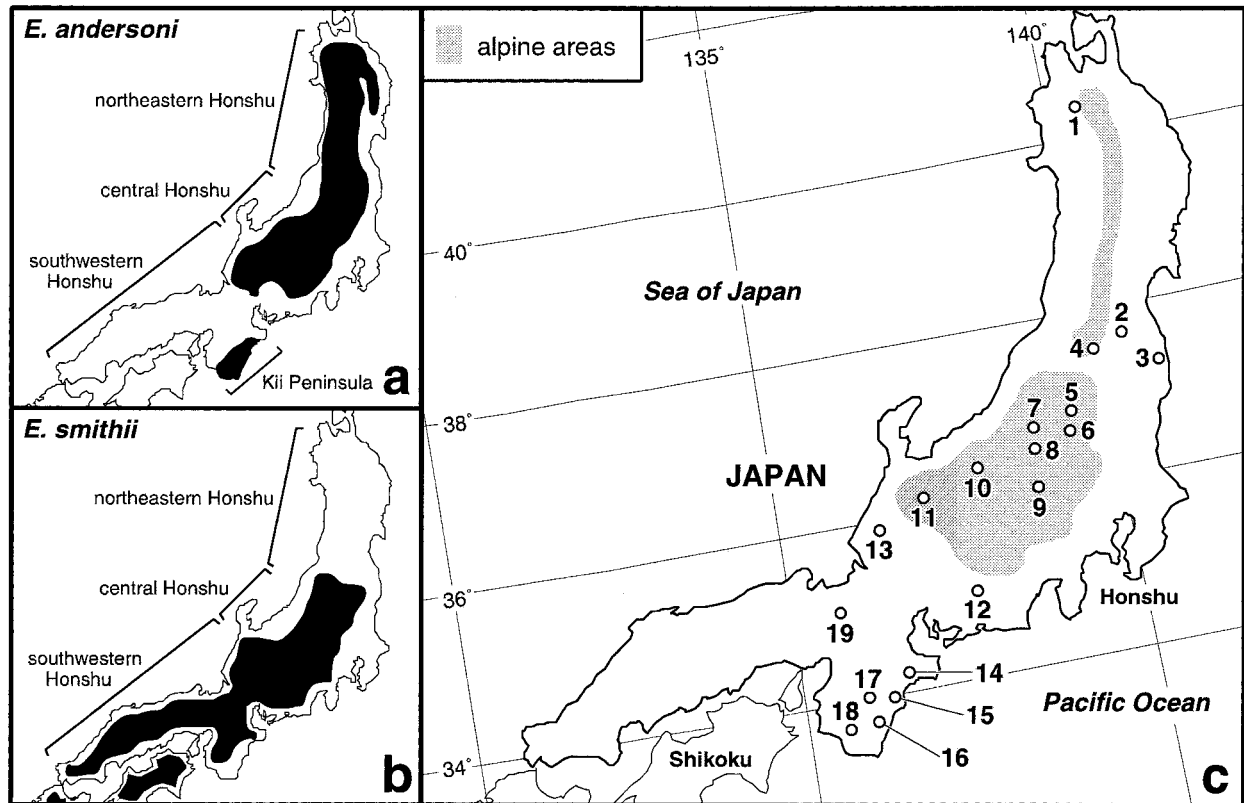 E. andersoni
northeastern Honshu
central Honshu
southwestern
Honshu
Kii Peninsula
a
E. smithii
northeastern Honshu
central Honshu
southwestern
Honshu
b
alpine areas
135°
140°
40°
38°
36°
34°
Sea of Japan
JAPAN
Honshu
Pacific Ocean
Shikoku
1
2
3
4
5
6
7
8
9
10
11
12
13
14
15
16
17
18
19
c